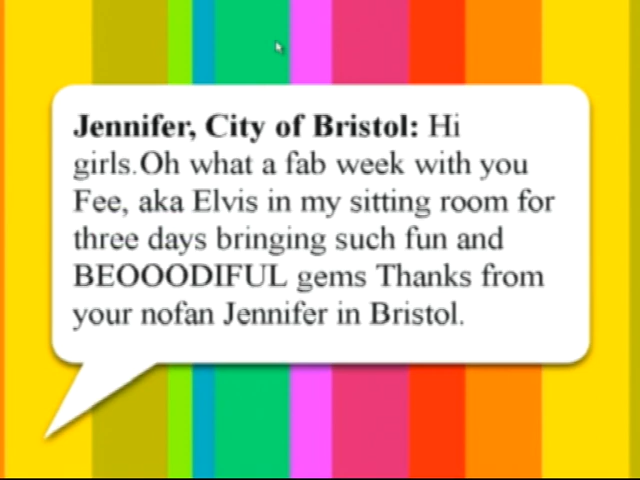 Jennifer, City of Bristol: Hi
girls.Oh what a fab week with you
Fee, aka Elvis in my sitting room for
three days bringing such fun and
BEOOODIFUL gems Thanks from
your nofan Jennifer in Bristol.